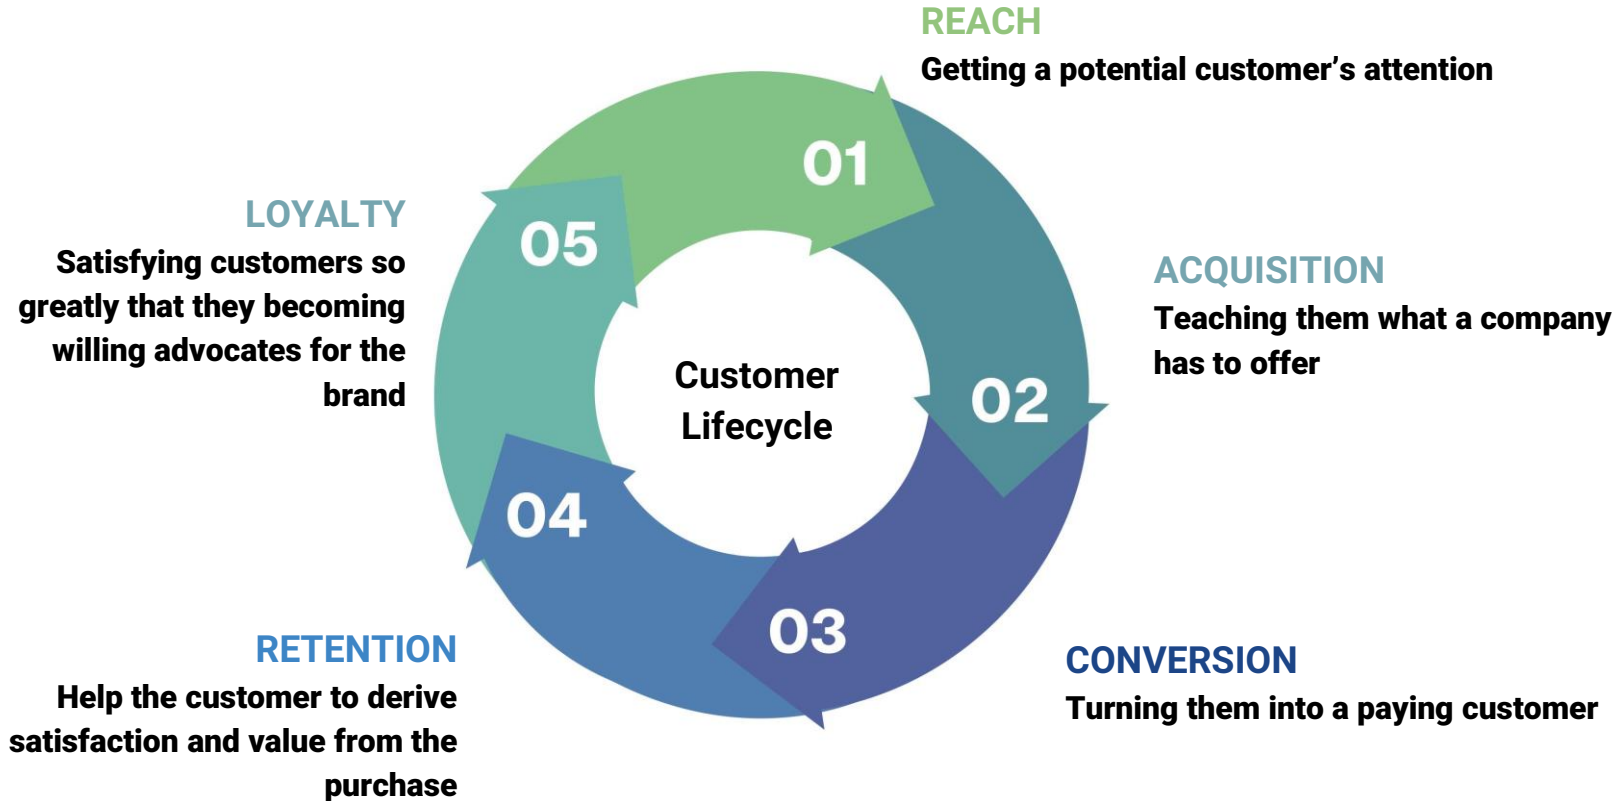 REACH
Getting a potential customer’s attention
01
ACQUISITION
Teaching them what a company
has to offer
02
CONVERSION
Turning them into a paying customer
03
RETENTION
Help the customer to derive
satisfaction and value from the
purchase
04
LOYALTY
Satisfying customers so
greatly that they becoming
willing advocates for the
brand
05
Customer
Lifecycle